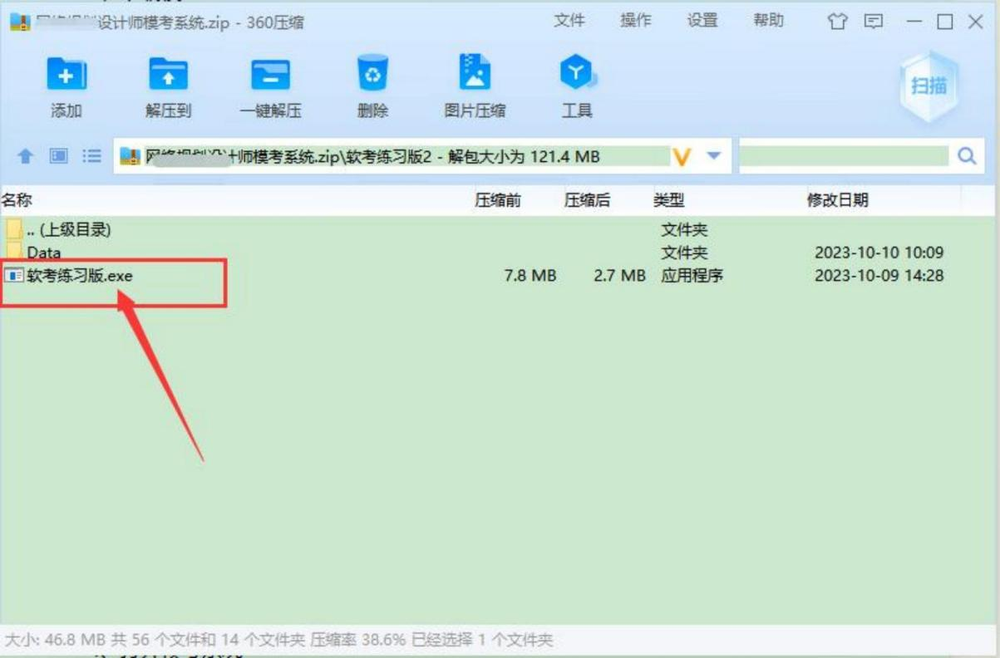 设计师模考系统.zip - 360压缩
文件 操作 设置 帮助
添加 解压到 一键解压 删除 图片压缩 工具 扫描
网络规划设计师模考系统.zip\软考练习版2 - 解包大小为 121.4 MB
名称 压缩前 压缩后 类型 修改日期
.. (上级目录) 文件夹
Data 文件夹 2023-10-10 10:09
软考练习版.exe 7.8 MB 2.7 MB 应用程序 2023-10-09 14:28
大小: 46.8 MB 共 56 个文件和 14 个文件夹 压缩率 38.6% 已经选择 1 个文件夹